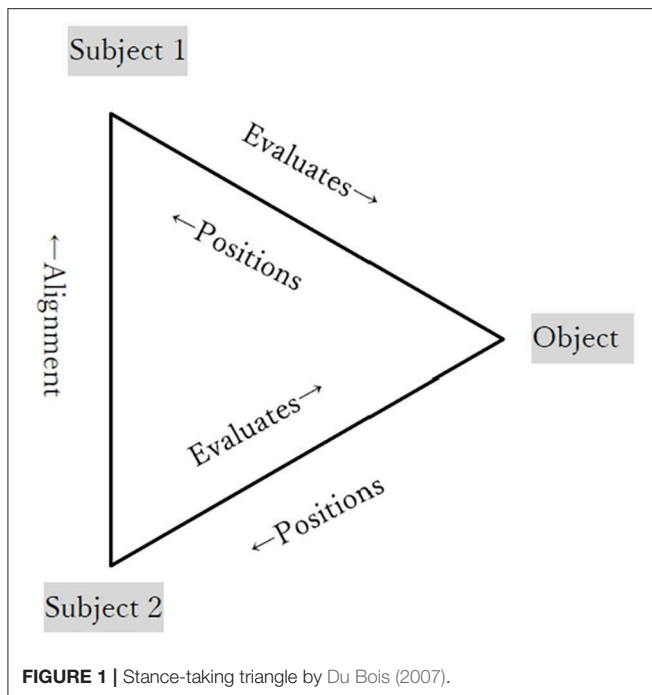 Subject 1
Evaluates→
←Positions
←Alignment
Object
Evaluates→
←Positions
Subject 2
FIGURE 1 | Stance-taking triangle by Du Bois (2007).